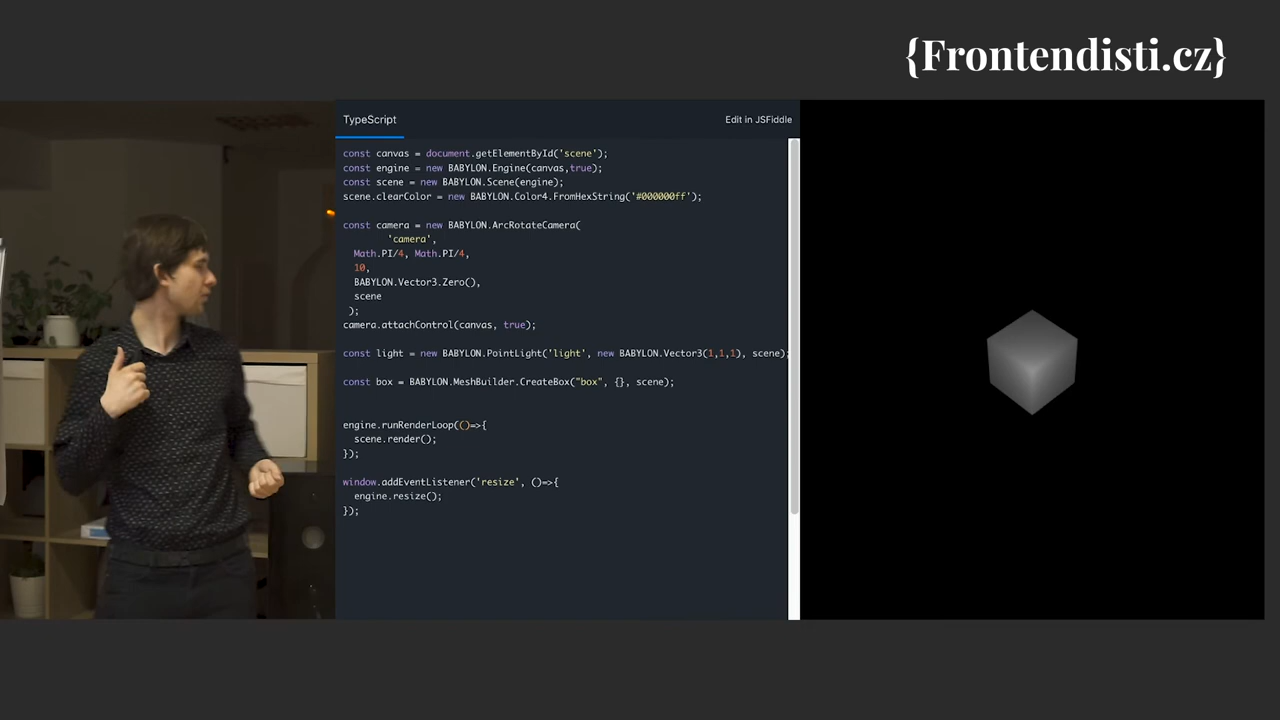 {Frontendisti.cz}
TypeScript
Edit in JSFiddle
const canvas = document.getElementById('scene');
const engine = new BABYLON.Engine(canvas,true);
const scene = new BABYLON.Scene(engine);
scene.clearColor = new BABYLON.Color4.FromHexString('#000000ff');
const camera = new BABYLON.ArcRotateCamera(
'camera',
Math.PI/4, Math.PI/4,
10,
BABYLON.Vector3.Zero(),
scene
);
camera.attachControl(canvas, true);
const light = new BABYLON.PointLight('light', new BABYLON.Vector3(1,1,1), scene);
const box = BABYLON.MeshBuilder.CreateBox("box", {}, scene);
engine.runRenderLoop(()=>{
scene.render();
});
window.addEventListener('resize', ()=>{
engine.resize();
});